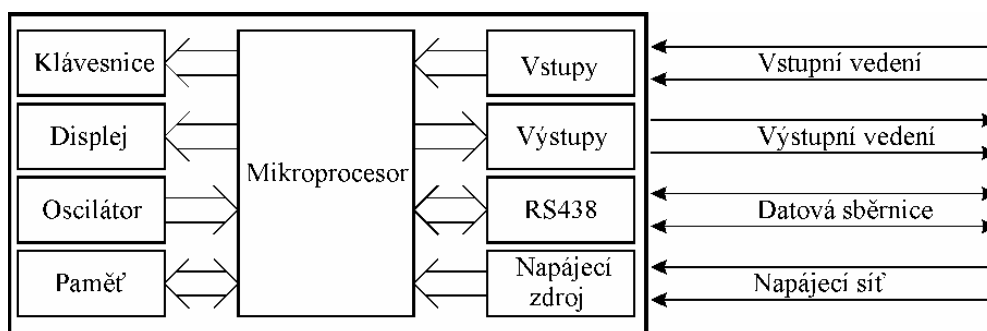 Klávesnice
Displej
Oscilátor
Paměť
Mikroprocesor
Vstupy
Výstupy
RS438
Napájecí
zdroj
Vstupní vedení
Výstupní vedení
Datová sběrnice
Napájecí síť